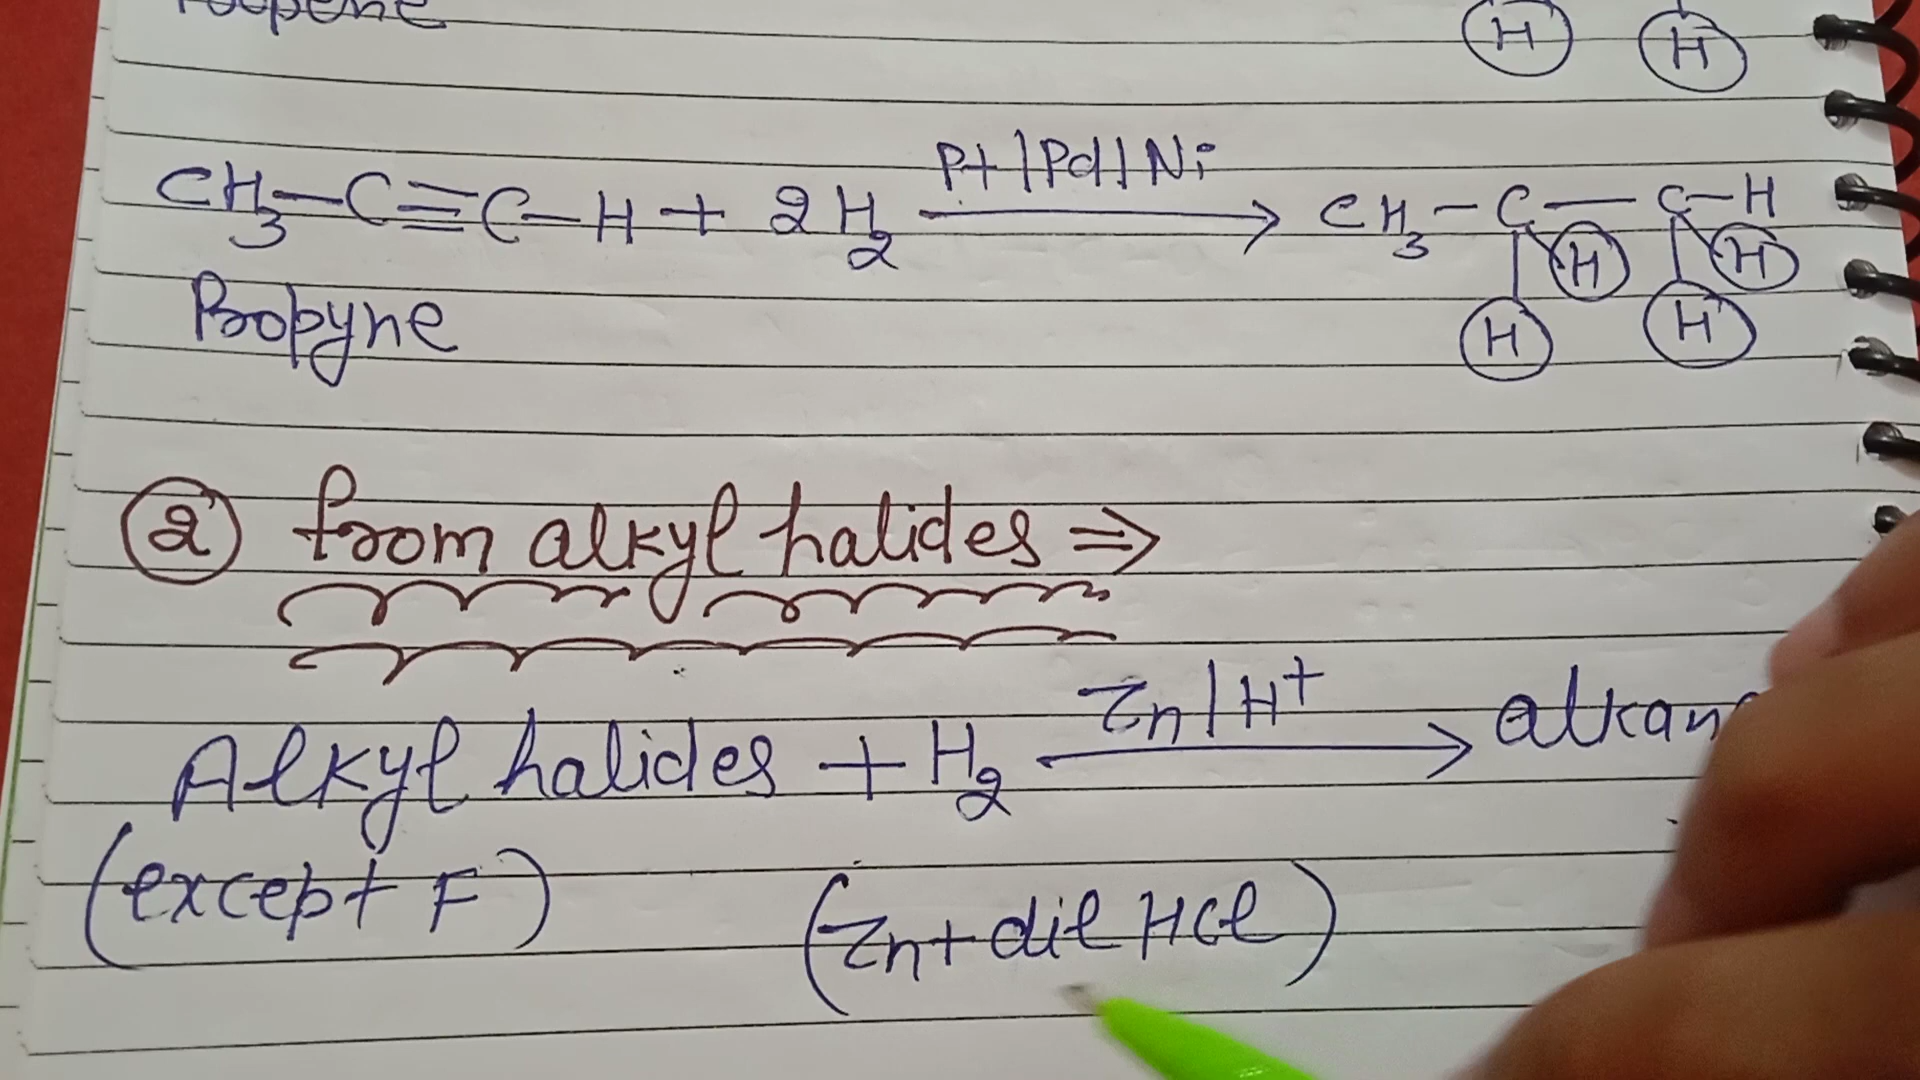 H H
Pt/Pd/Ni
CH3-C≡C-H + 2H2 → CH3-C-C-H
H H
H H
Propyne
② from alkyl halides ⇒
Zn/H+
Alkyl halides + H2 → alkan
(except F) (Zn+dil HCl)